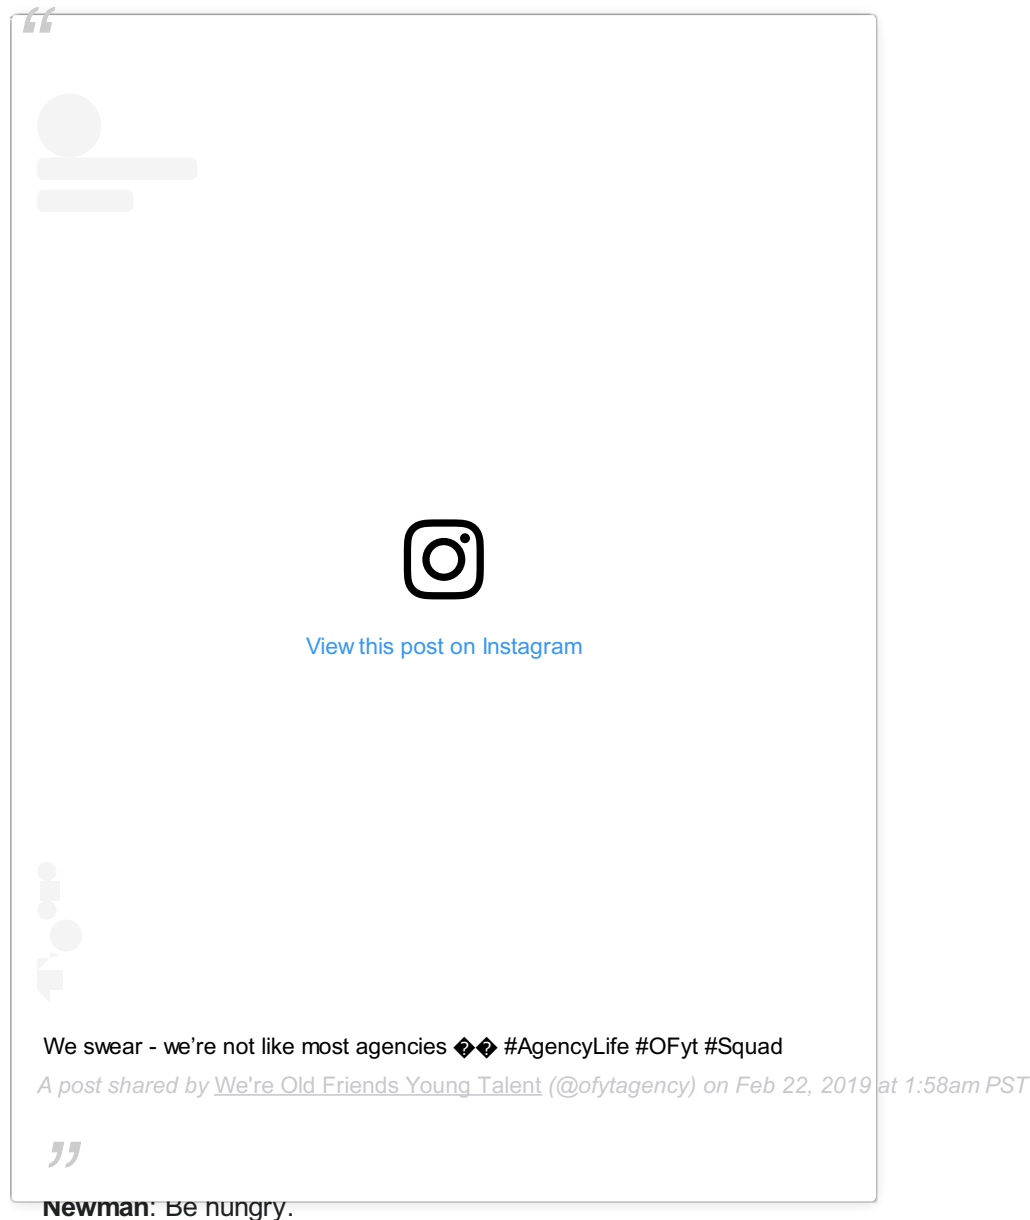 “
View this post on Instagram
We swear - we’re not like most agencies �� #AgencyLife #OFyt #Squad
A post shared by We're Old Friends Young Talent (@ofytagency) on Feb 22, 2019 at 1:58am PST
”
Newman: Be hungry.